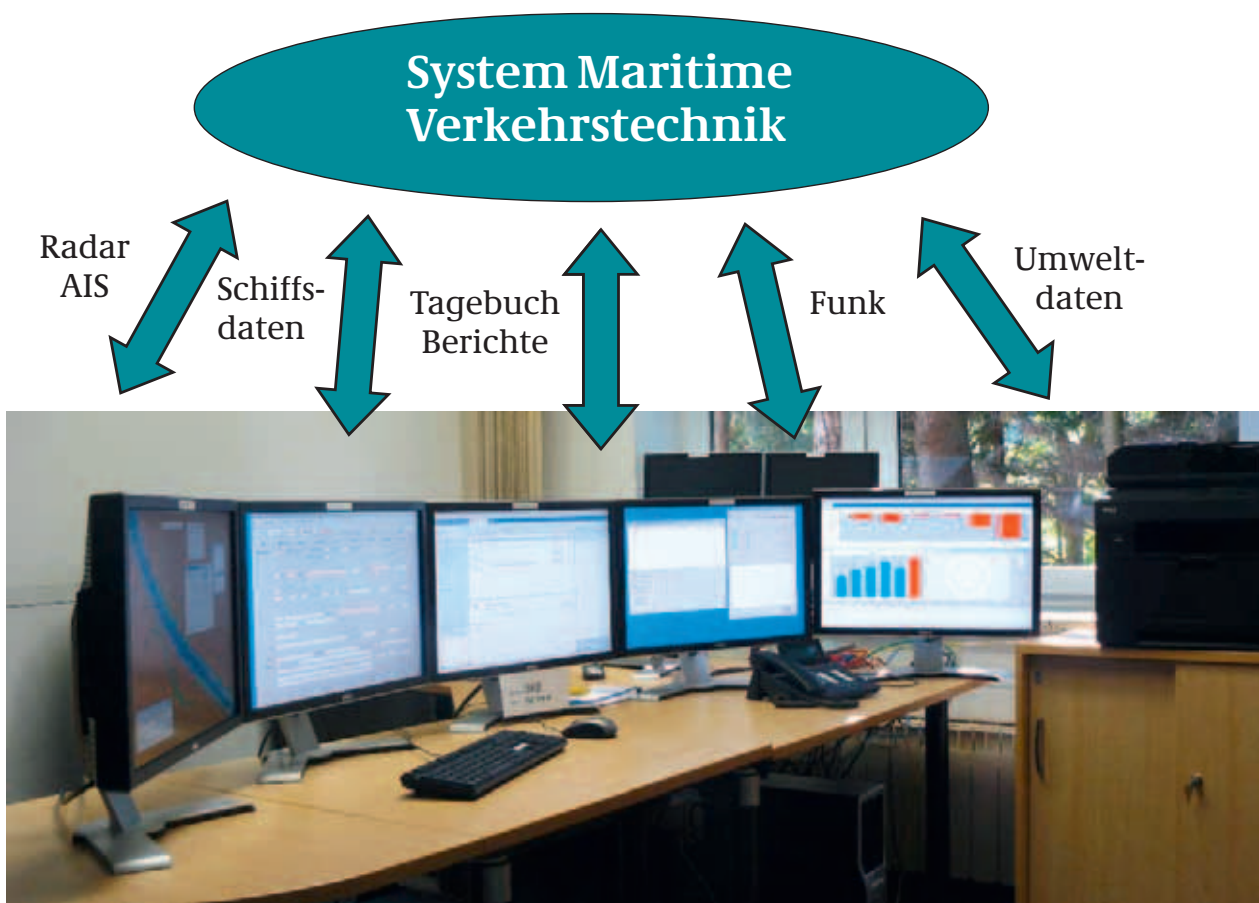 System Maritime
Verkehrstechnik
Radar
AIS
Schiffs-
daten
Tagebuch
Berichte
Funk
Umwelt-
daten